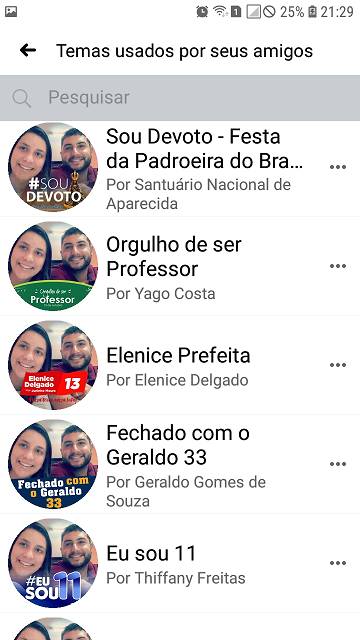 25% 21:29
Temas usados por seus amigos
Pesquisar
#SOU
DEVOTO
Sou Devoto - Festa
da Padroeira do Bra...
Por Santuário Nacional de
Aparecida
Orgulho de ser
Professor
Orgulho de ser
Professor
Por Yago Costa
Elenice
Delgado 13
Elenice Prefeita
Por Elenice Delgado
Fechado com
o Geraldo
33
Fechado com o
Geraldo 33
Por Geraldo Gomes de
Souza
#EU
SOU 11
Eu sou 11
Por Thiffany Freitas